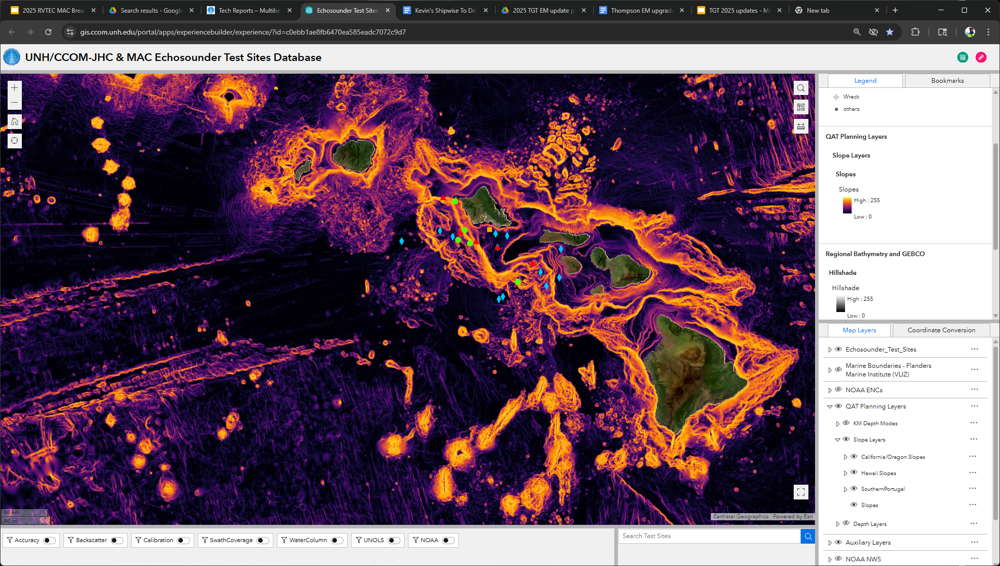 2025 RVTEC MAC Brea
Search results - Google
Tech Reports – Multibe
Echosounder Test Sites
Kevin's Shipwise To Do
2025 TGT EM update p
Thompson EM upgrade
TGT 2025 updates - MA
New tab
gis.ccom.unh.edu/portal/apps/experiencebuilder/experience/?id=c0ebb1ae8fb6470ea585eadc7072c9d7
UNH/CCOM-JHC & MAC Echosounder Test Sites Database
Legend
Bookmarks
Wreck
others
QAT Planning Layers
Slope Layers
Slopes
Slopes
High : 255
Low : 0
Regional Bathymetry and GEBCO
Hillshade
Hillshade
High : 255
Low : 0
Map Layers
Coordinate Conversion
Echosounder_Test_Sites
Marine Boundaries - Flanders
Marine Institute (VLIZ)
NOAA ENCs
QAT Planning Layers
KM Depth Modes
Slope Layers
California/Oregon Slopes
Hawaii Slopes
SouthernPortugal
Slopes
Depth Layers
Auxiliary Layers
NOAA NWS
60 km
40 mi
Earthstar Geographics Powered by Esri
Accuracy
Backscatter
Calibration
SwathCoverage
WaterColumn
UNOLS
NOAA
Search Test Sites